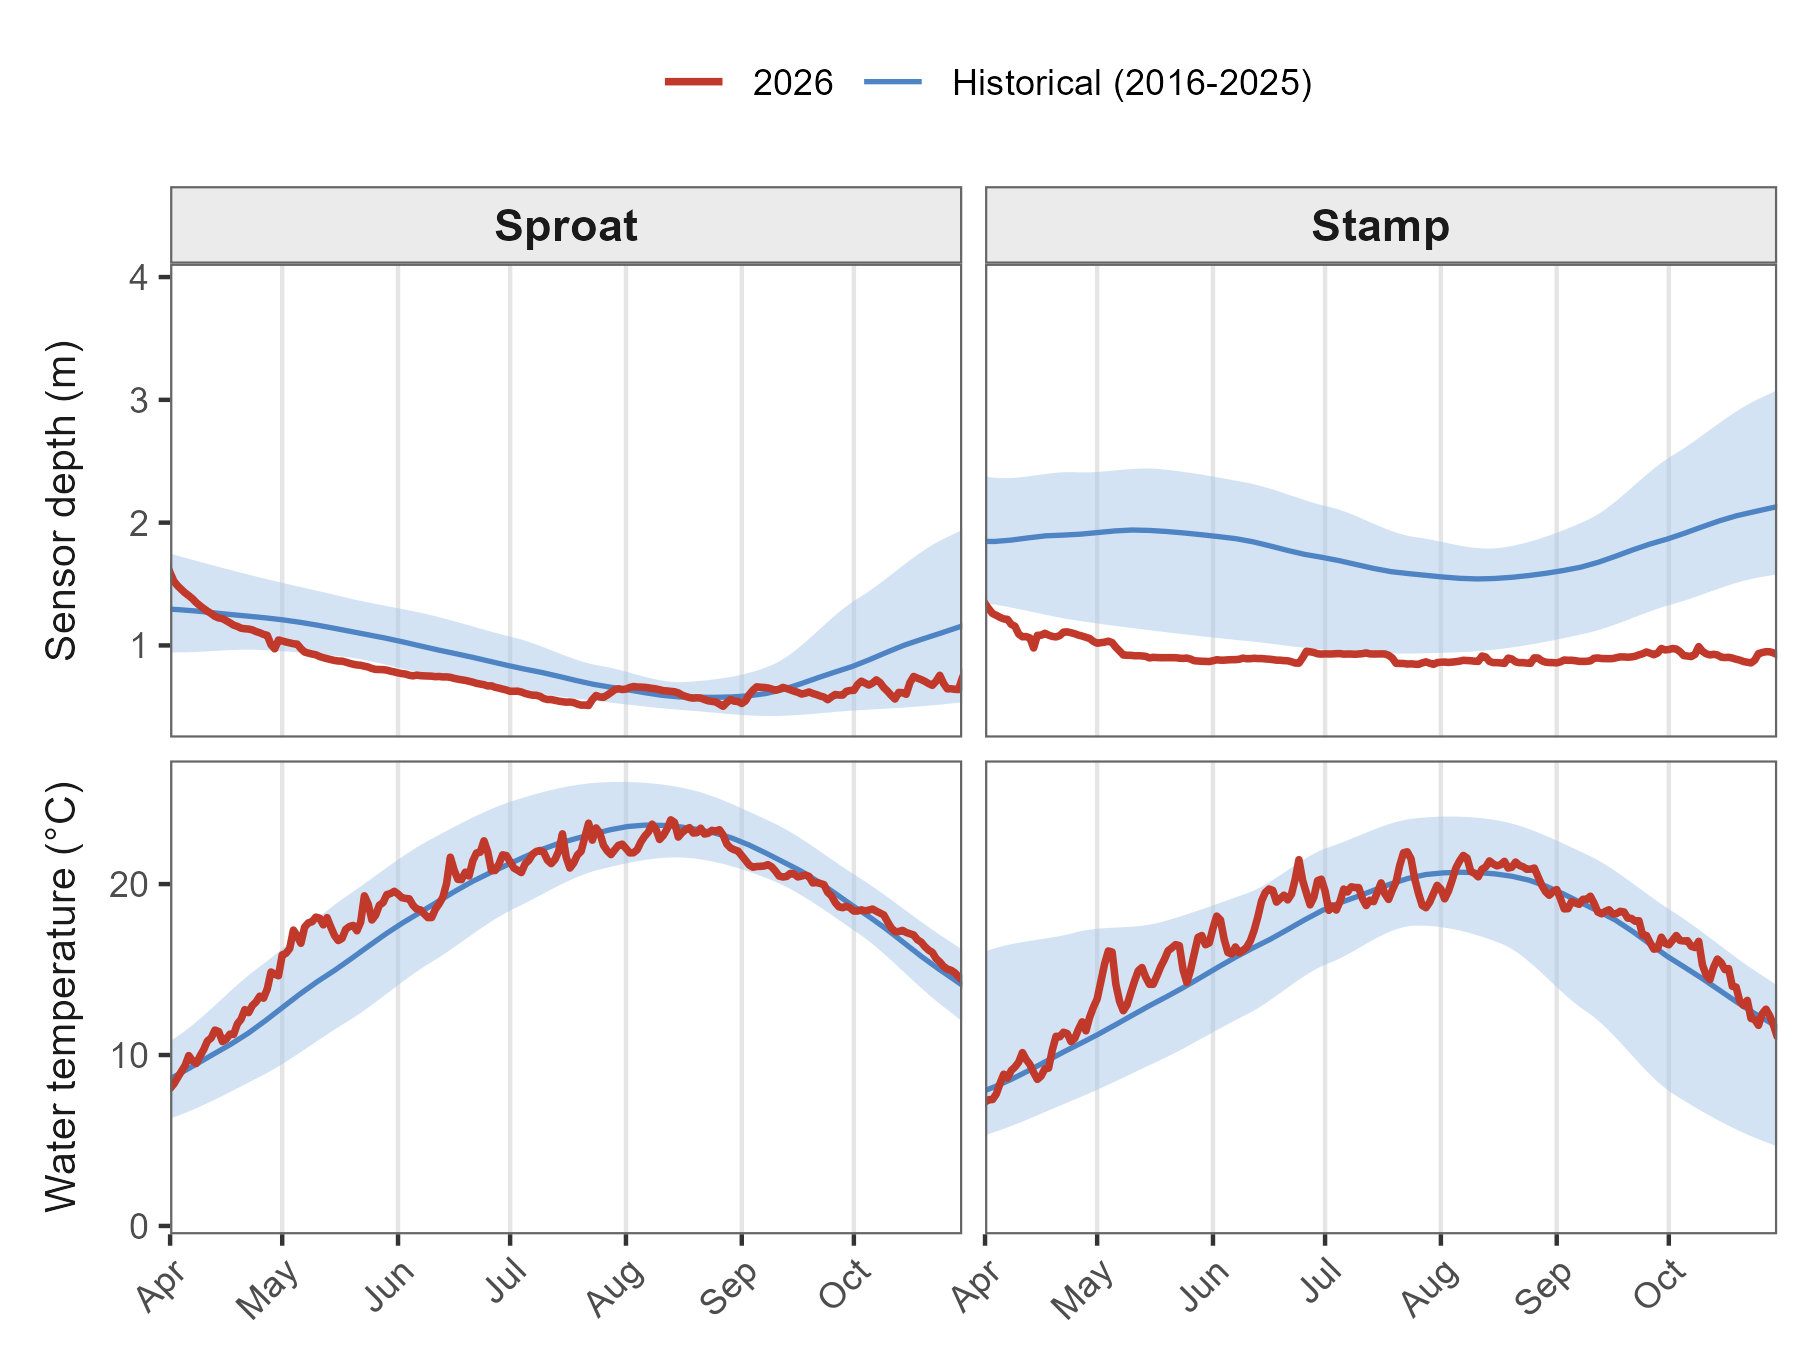 2026 Historical (2016-2025)
Sproat Stamp
Sensor depth (m)
4
3
2
1
Water temperature (°C)
20
10
0
Apr May Jun Jul Aug Sep Oct Apr May Jun Jul Aug Sep Oct